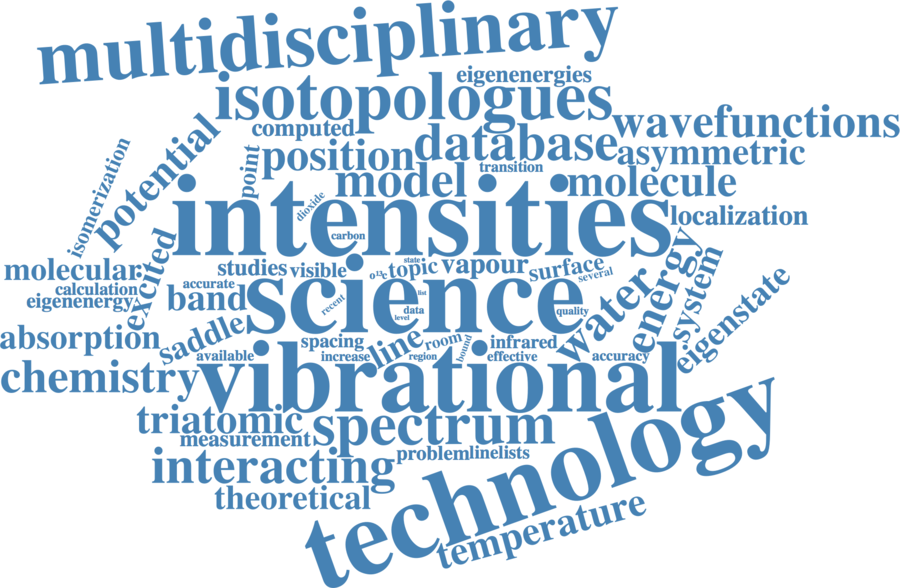 multidisciplinary
eigenenergies
isotopologues
computed
wavefunctions
potential
database
position
asymmetric
point
transition
isomerization
model
molecule
intensities
dioxide
localization
carbon
excited
molecular
studies
visible
state
topic
vapour
surface
several
energy
system
water
calculation
accurate
eigenenergy
band
science
recent
list
data
level
quality
eigenstate
absorption
saddle
spacing
line
room
bound
infrared
available
increase
region
effective
accuracy
chemistry
vibrational
triatomic
measurement
spectrum
technology
interacting
problem
linelists
theoretical
temperature